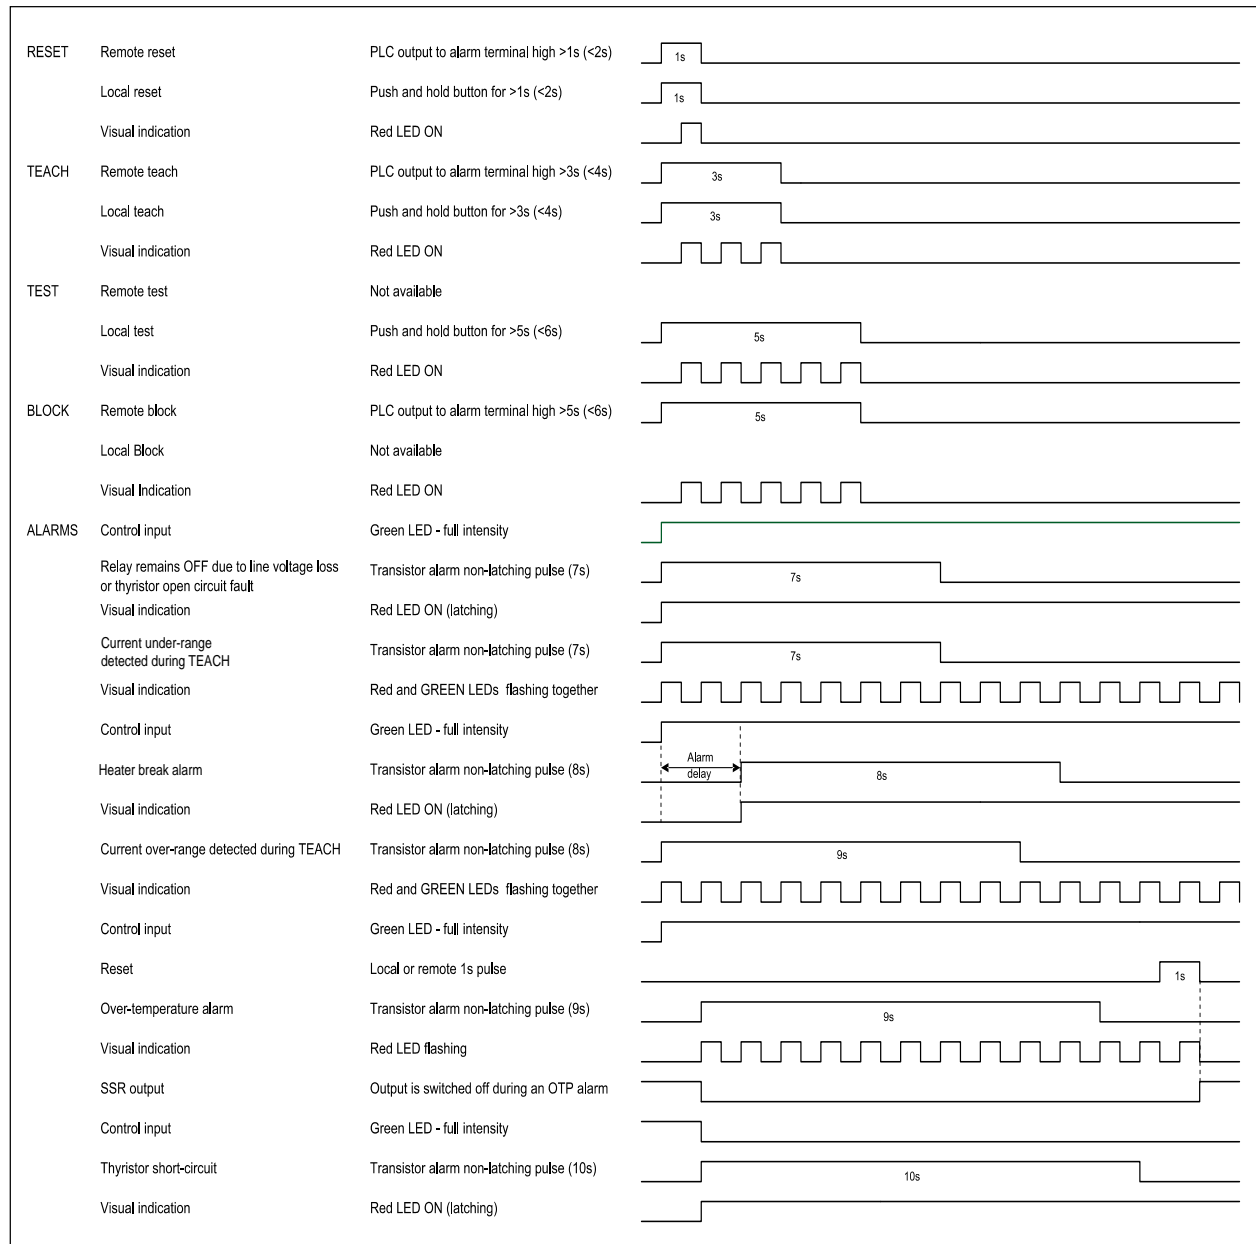 RESET Remote reset PLC output to alarm terminal high >1s (<2s) 1s
Local reset Push and hold button for >1s (<2s) 1s
Visual indication Red LED ON
TEACH Remote teach PLC output to alarm terminal high >3s (<4s) 3s
Local teach Push and hold button for >3s (<4s) 3s
Visual indication Red LED ON
TEST Remote test Not available
Local test Push and hold button for >5s (<6s) 5s
Visual indication Red LED ON
BLOCK Remote block PLC output to alarm terminal high >5s (<6s) 5s
Local Block Not available
Visual Indication Red LED ON
ALARMS Control input Green LED - full intensity
Relay remains OFF due to line voltage loss
or thyristor open circuit fault Transistor alarm non-latching pulse (7s) 7s
Visual indication Red LED ON (latching)
Current under-range
detected during TEACH Transistor alarm non-latching pulse (7s) 7s
Visual indication Red and GREEN LEDs flashing together
Control input Green LED - full intensity
Heater break alarm Transistor alarm non-latching pulse (8s) Alarm
delay 8s
Visual indication Red LED ON (latching)
Current over-range detected during TEACH Transistor alarm non-latching pulse (8s) 9s
Visual indication Red and GREEN LEDs flashing together
Control input Green LED - full intensity
Reset Local or remote 1s pulse 1s
Over-temperature alarm Transistor alarm non-latching pulse (9s) 9s
Visual indication Red LED flashing
SSR output Output is switched off during an OTP alarm
Control input Green LED - full intensity
Thyristor short-circuit Transistor alarm non-latching pulse (10s) 10s
Visual indication Red LED ON (latching)